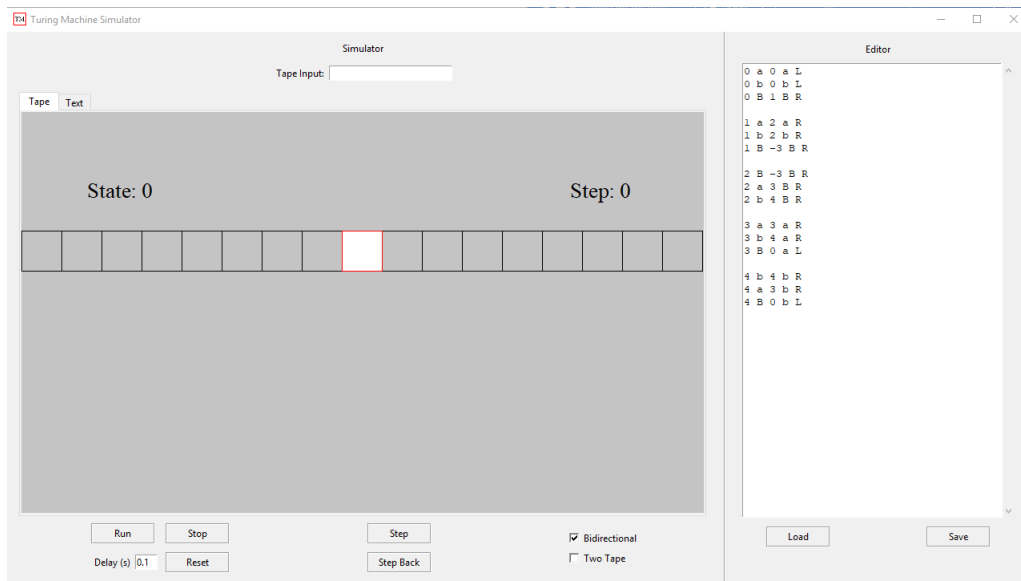 TM Turing Machine Simulator
Simulator
Tape Input:
Tape Text
State: 0
Step: 0
Run Stop Step
Delay (s) 0.1 Reset Step Back
Bidirectional
Two Tape
Editor
0 a 0 a L
0 b 0 b L
0 B 1 B R
1 a 2 a R
1 b 2 b R
1 B -3 B R
2 B -3 B R
2 a 3 B R
2 b 4 B R
3 a 3 a R
3 b 4 a R
3 B 0 a L
4 b 4 b R
4 a 3 b R
4 B 0 b L
Load Save